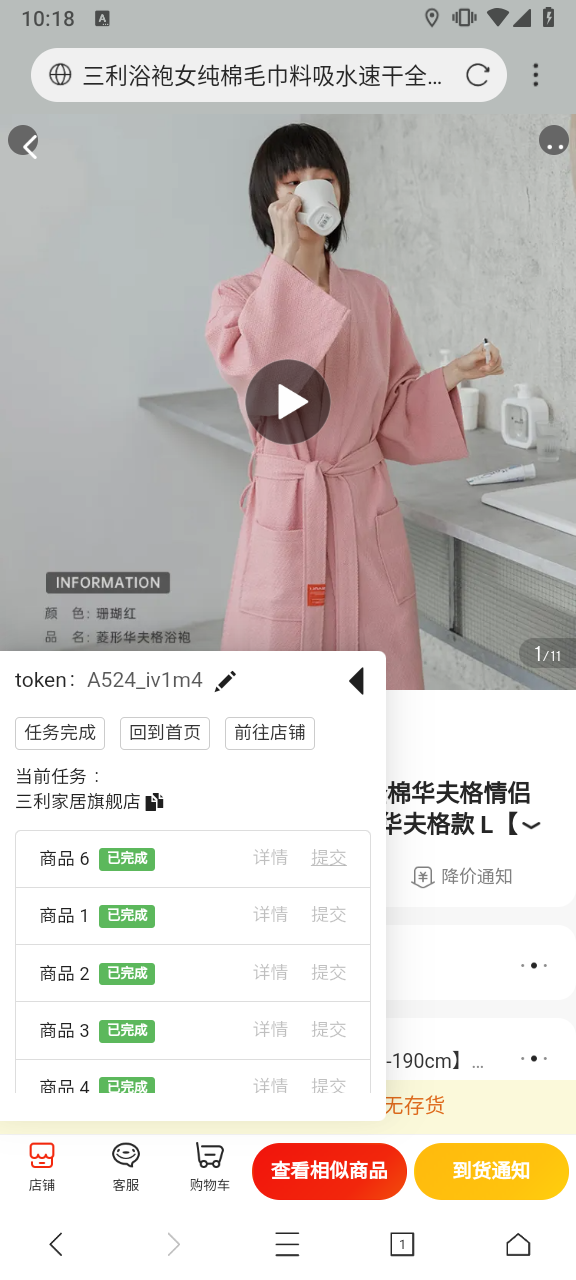 10:18
A
三利浴袍女纯棉毛巾料吸水速干全...
INFORMATION
颜 色: 珊瑚红
品 名: 菱形华夫格浴袍
1/11
token: A524_iv1m4
任务完成 回到首页 前往店铺
当前任务：
三利家居旗舰店
棉华夫格情侣
华夫格款 L【
降价通知
商品 6 已完成 详情 提交
商品 1 已完成 详情 提交
商品 2 已完成 详情 提交
商品 3 已完成 详情 提交
-190cm】...
商品 4 已完成 详情 提交
无存货
店铺 客服 购物车 查看相似商品 到货通知
1